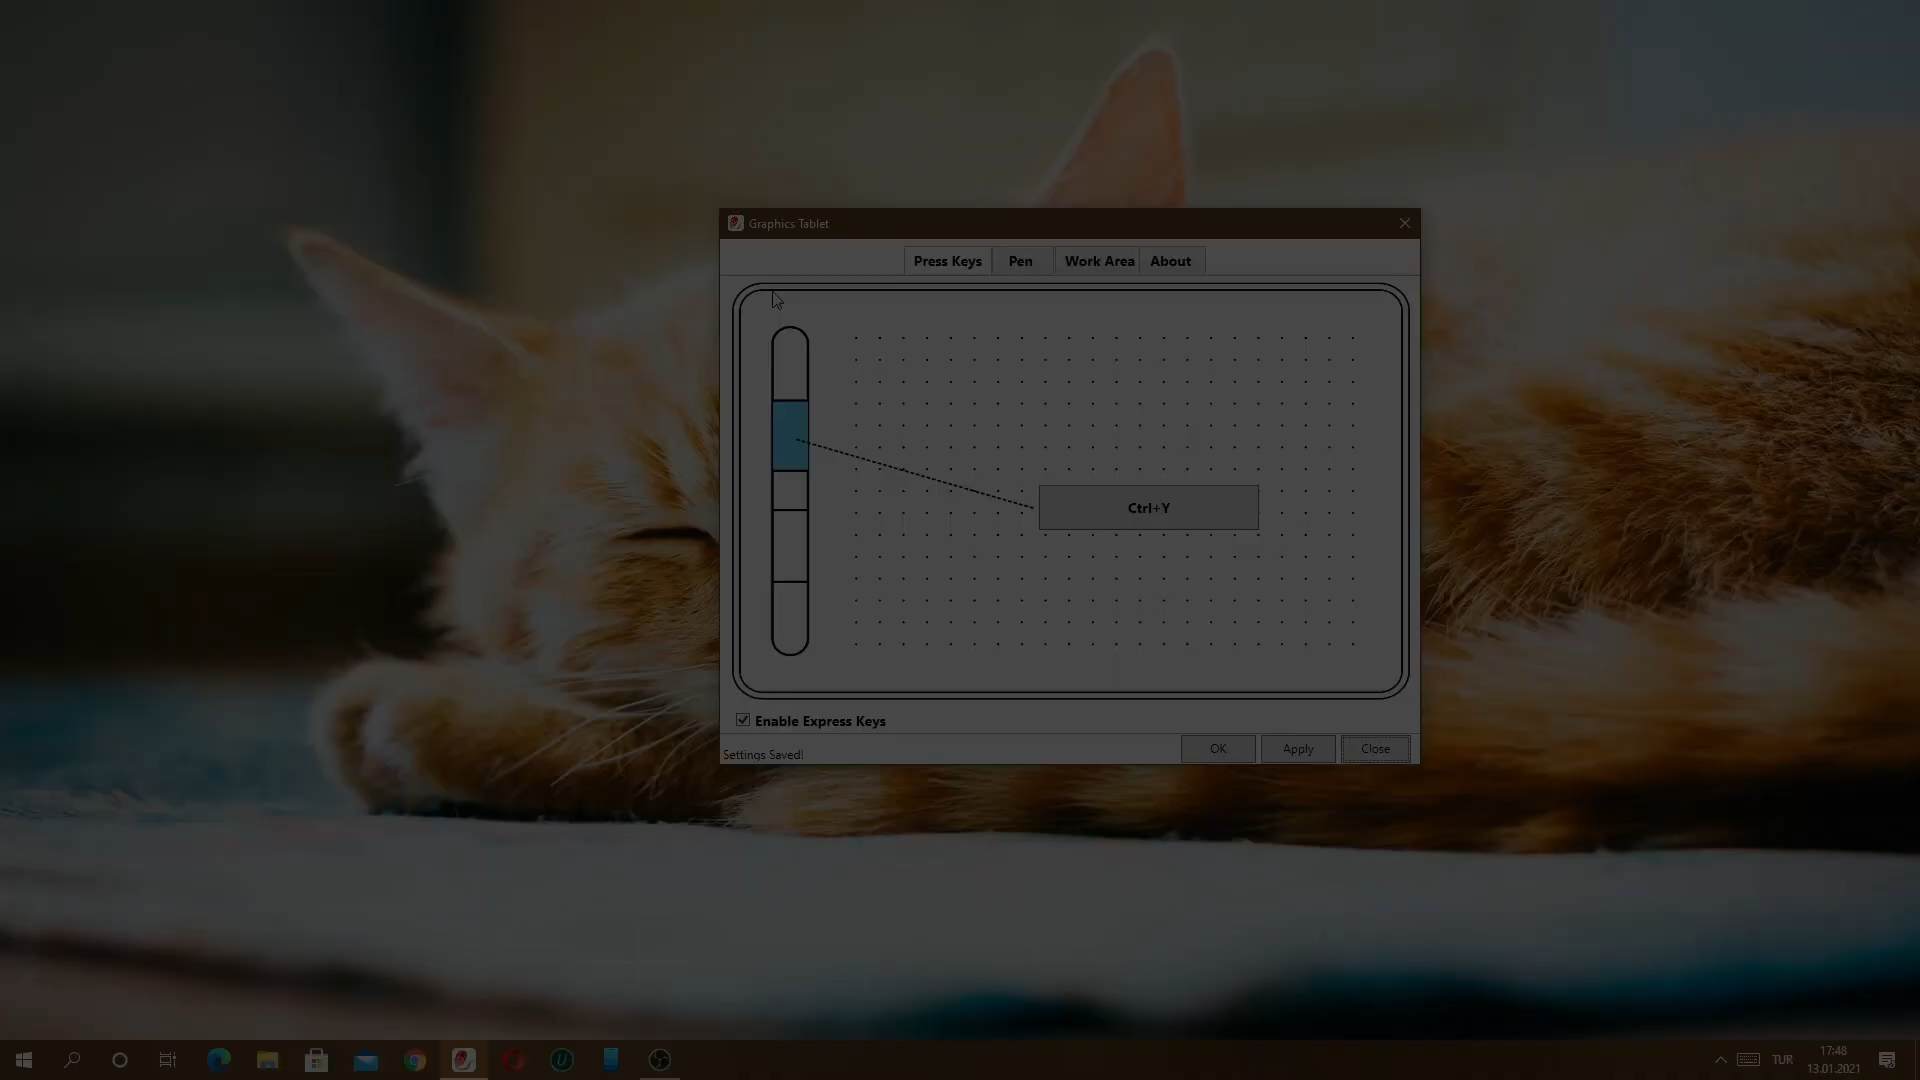 Graphics Tablet
Press Keys Pen Work Area About
Ctrl+Y
Enable Express Keys
Settings Saved!
OK Apply Close
TUR
17:48
13.01.2021